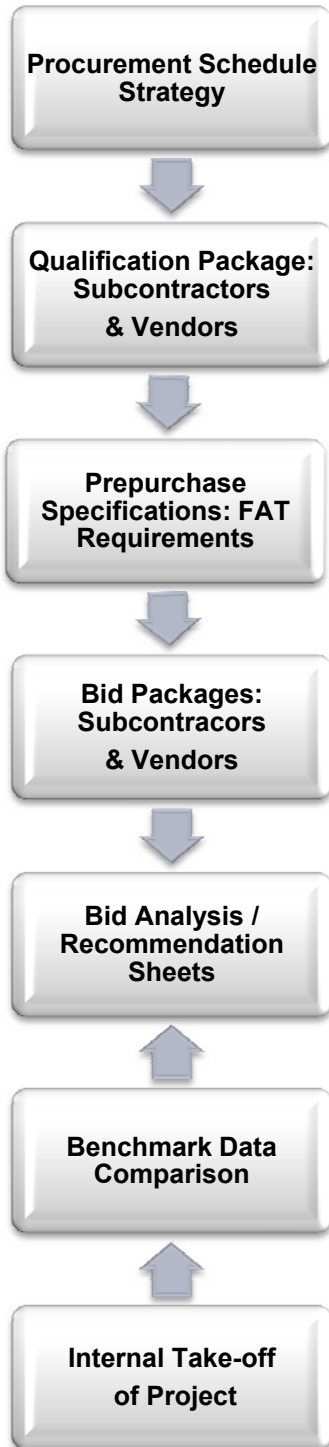 Procurement Schedule
Strategy
Qualification Package:
Subcontractors
& Vendors
Prepurchase
Specifications: FAT
Requirements
Bid Packages:
Subcontracors
& Vendors
Bid Analysis /
Recommendation
Sheets
Benchmark Data
Comparison
Internal Take-off
of Project